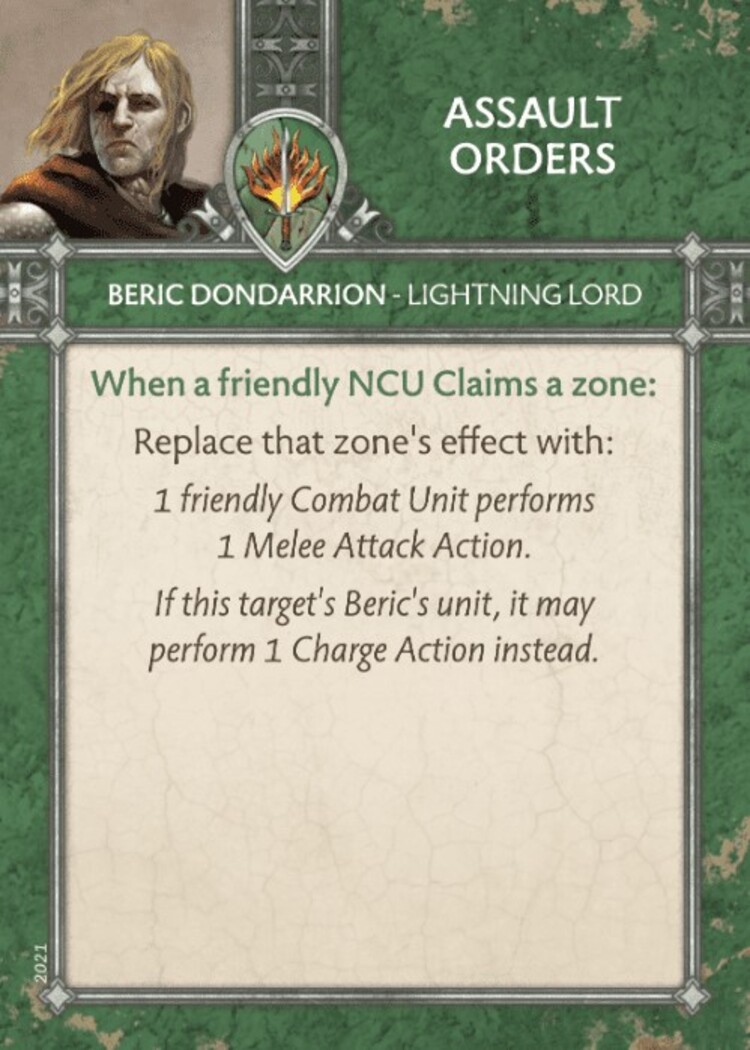 ASSAULT
ORDERS
BERIC DONDARRION - LIGHTNING LORD
When a friendly NCU Claims a zone:
Replace that zone's effect with:
1 friendly Combat Unit performs
1 Melee Attack Action.
If this target's Beric's unit, it may
perform 1 Charge Action instead.
2021